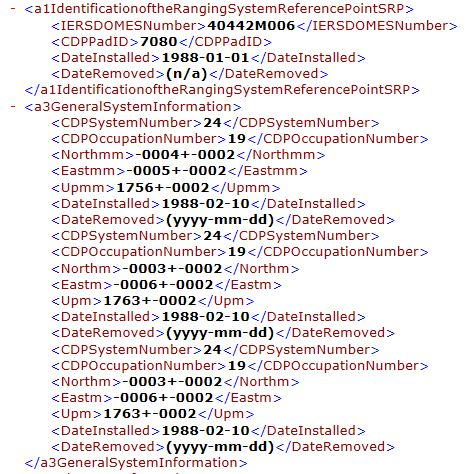 - <a1IdentificationoftheRangingSystemReferencePointSRP>
<IERSDOMESNumber>40442M006</IERSDOMESNumber>
<CDPPadID>7080</CDPPadID>
<DateInstalled>1988-01-01</DateInstalled>
<DateRemoved>(n/a)</DateRemoved>
</a1IdentificationoftheRangingSystemReferencePointSRP>
- <a3GeneralSystemInformation>
<CDPSystemNumber>24</CDPSystemNumber>
<CDPOccupationNumber>19</CDPOccupationNumber>
<Northmm>-0004+-0002</Northmm>
<Eastmm>-0005+-0002</Eastmm>
<Upmm>1756+-0002</Upmm>
<DateInstalled>1988-02-10</DateInstalled>
<DateRemoved>(yyyy-mm-dd)</DateRemoved>
<CDPSystemNumber>24</CDPSystemNumber>
<CDPOccupationNumber>19</CDPOccupationNumber>
<Northm>-0003+-0002</Northm>
<Eastm>-0006+-0002</Eastm>
<Upm>1763+-0002</Upm>
<DateInstalled>1988-02-10</DateInstalled>
<DateRemoved>(yyyy-mm-dd)</DateRemoved>
<CDPSystemNumber>24</CDPSystemNumber>
<CDPOccupationNumber>19</CDPOccupationNumber>
<Northm>-0003+-0002</Northm>
<Eastm>-0006+-0002</Eastm>
<Upm>1763+-0002</Upm>
<DateInstalled>1988-02-10</DateInstalled>
<DateRemoved>(yyyy-mm-dd)</DateRemoved>
</a3GeneralSystemInformation>